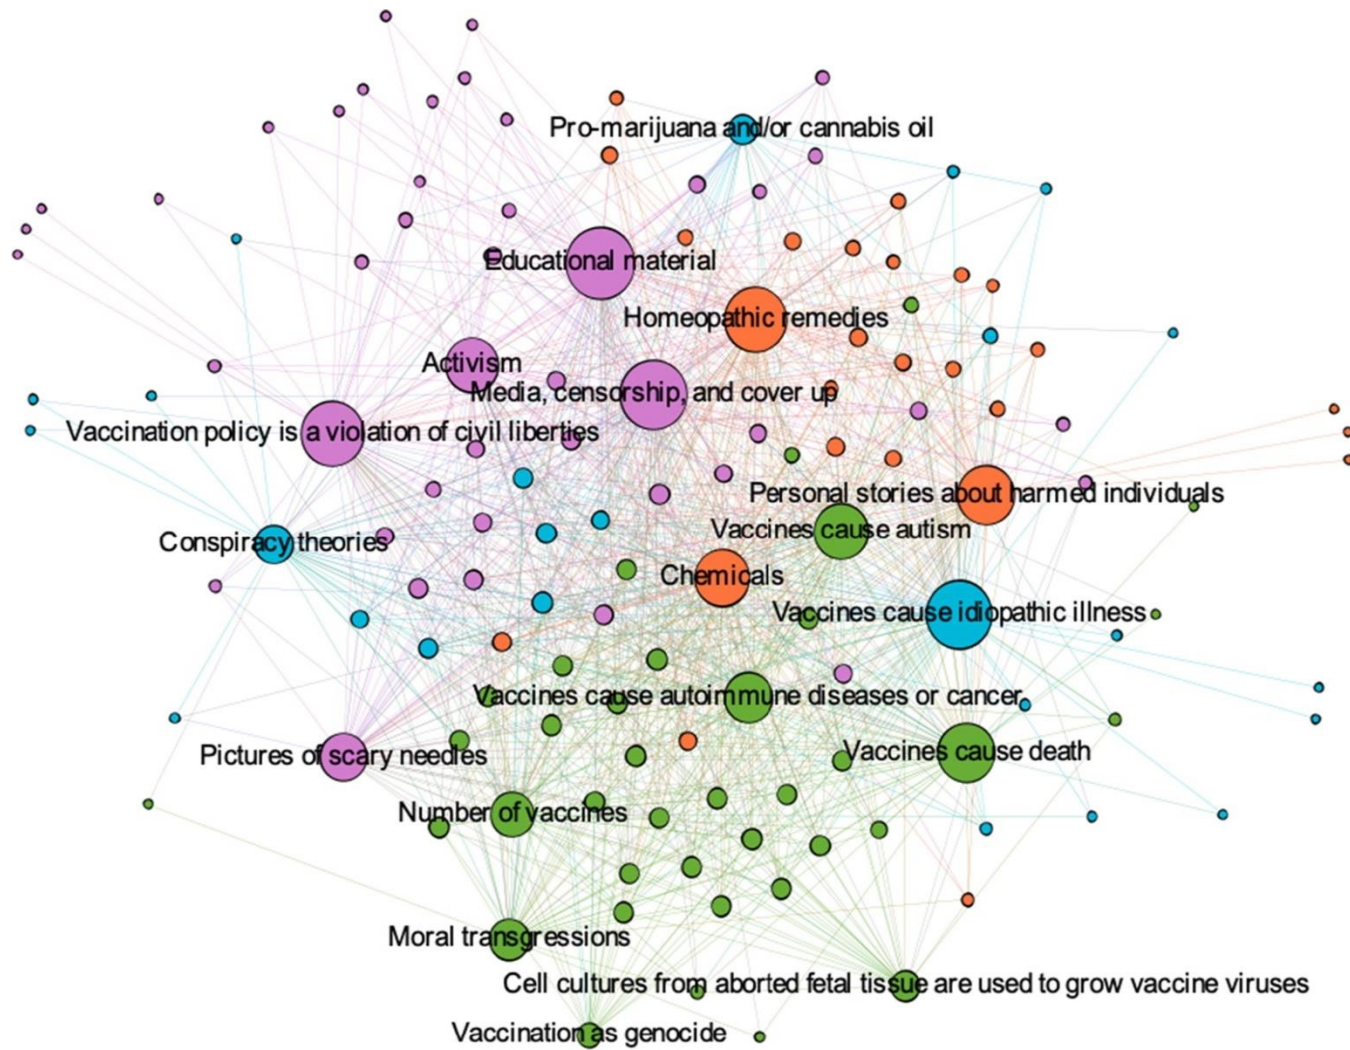 Pro-marijuana and/or cannabis oil
Educational material
Homeopathic remedies
Activism
Media, censorship, and cover up
Vaccination policy is a violation of civil liberties
Personal stories about harmed individuals
Vaccines cause autism
Conspiracy theories
Chemicals
Vaccines cause idiopathic illness
Vaccines cause autoimmune diseases or cancer
Vaccines cause death
Pictures of scary needles
Number of vaccines
Moral transgressions
Cell cultures from aborted fetal tissue are used to grow vaccine viruses
Vaccination as genocide